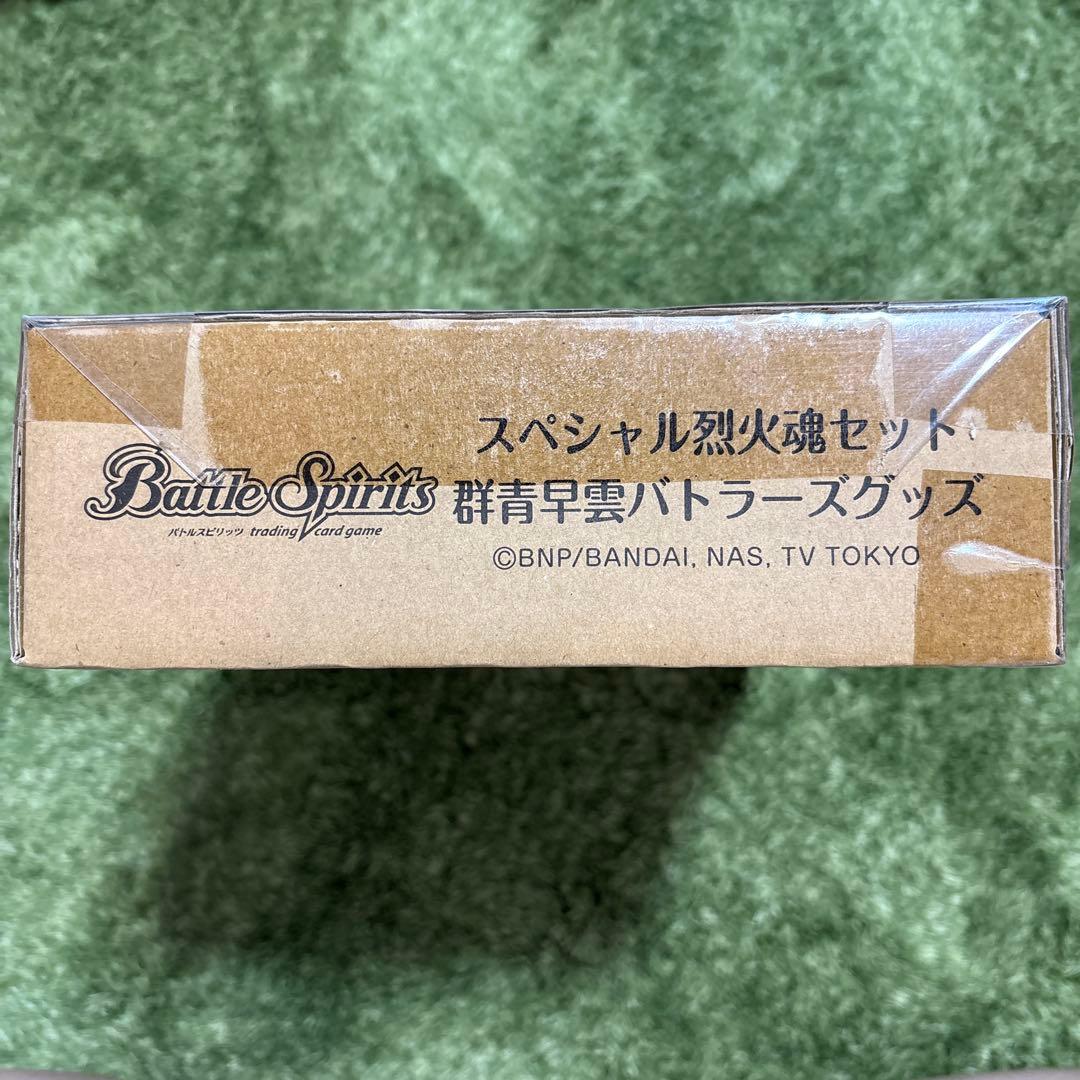 スペシャル烈火魂セット
Battle Spirits
群青早雲バトラーズグッズ
バトルスピリッツ trading card game
©BNP/BANDAI, NAS, TV TOKYO